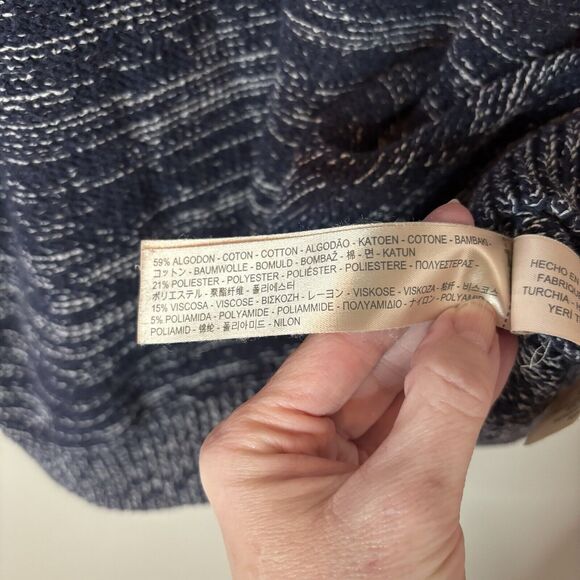 59% ALGODON - COTON - COTTON - ALGODÃO - KATOEN - COTONE - BAMBAKI -
コットン - BAUMWOLLE - BOMULD - BOMBAŽ - 棉 - 면 - KATUN
21% POLIESTER - POLYESTER - POLIÉSTER - POLIESTERE - ΠΟΛΥΕΣΤΕΡΑΣ -
ポリエステル - 聚酯纤维 - 폴리에스터
15% VISCOSA - VISCOSE - ΒΙΣΚΟΖΗ - レーヨン - VISKOSE - VISKOZA - 粘纤 - 비스코스
5% POLIAMIDA - POLYAMIDE - POLIAMMIDE - ΠΟΛΥΑΜΙΔΙΟ - ナイロン - POLYAMID -
POLIAMID - 锦纶 - 폴리아미드 - NILON
HECHO EN
TURCHIA -
YERI